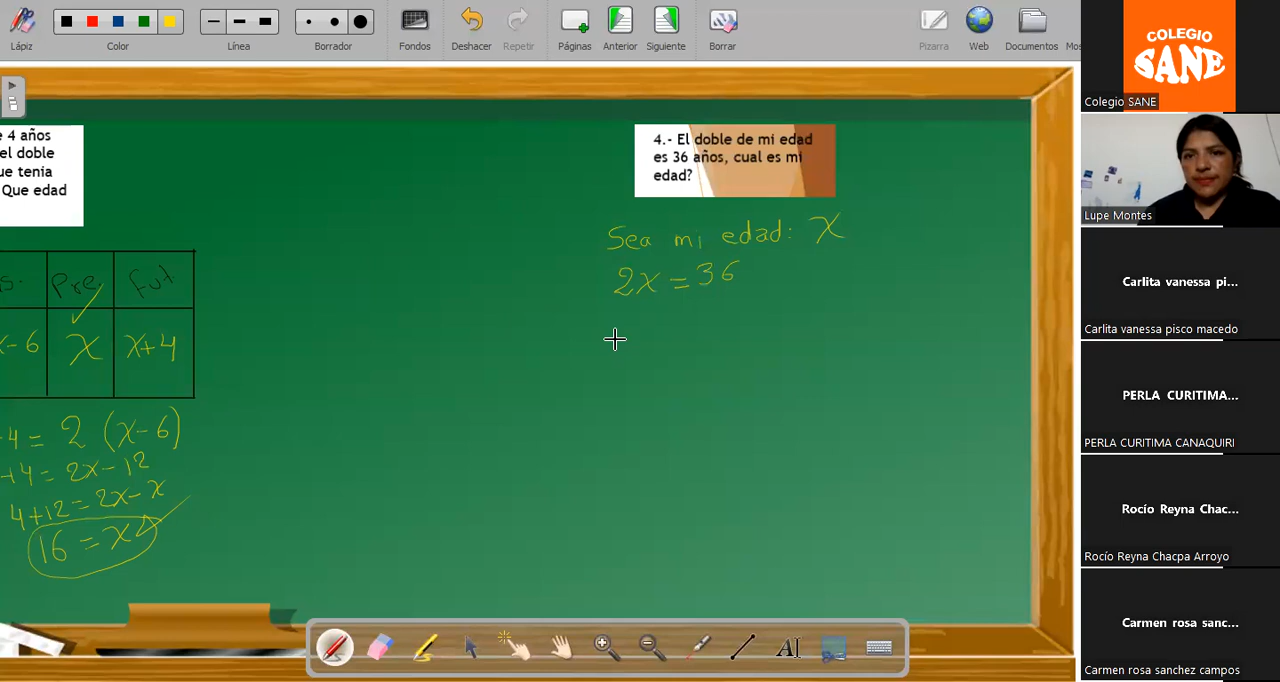 Lápiz
Color
Línea
Borrador
Fondos
Deshacer
Repetir
Páginas
Anterior
Siguiente
Borrar
Pizarra
Web
Documentos
Mos
COLEGIO
SANE
Colegio SANE
Lupe Montes
Carlita vanessa pi...
Carlita vanessa pisco macedo
PERLA CURITIMA...
PERLA CURITIMA CANAQUIRI
Rocío Reyna Chac...
Rocío Reyna Chacpa Arroyo
Carmen rosa sanc...
Carmen rosa sanchez campos
e 4 años
el doble
ue tenia
Que edad
s. Pre Fut
x-6 x x+4
+4 = 2 (x-6)
+4 = 2x-12
4+12 = 2x-x
16 = x
4.- El doble de mi edad
es 36 años, cual es mi
edad?
Sea mi edad: x
2x = 36
AI